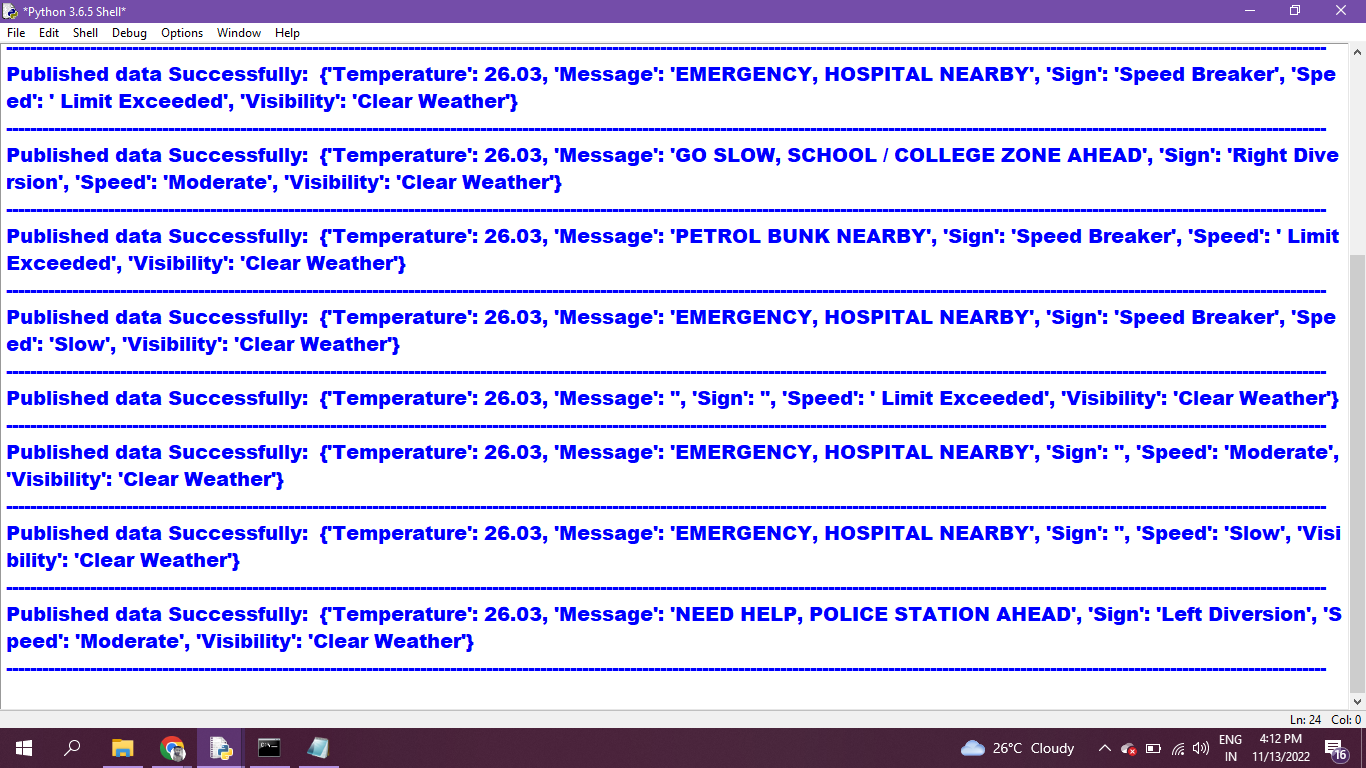 *Python 3.6.5 Shell*
File Edit Shell Debug Options Window Help
--------------------------------------------------------------------------------
Published data Successfully:  {'Temperature': 26.03, 'Message': 'EMERGENCY, HOSPITAL NEARBY', 'Sign': 'Speed Breaker', 'Spe
ed': ' Limit Exceeded', 'Visibility': 'Clear Weather'}
--------------------------------------------------------------------------------
Published data Successfully:  {'Temperature': 26.03, 'Message': 'GO SLOW, SCHOOL / COLLEGE ZONE AHEAD', 'Sign': 'Right Dive
rsion', 'Speed': 'Moderate', 'Visibility': 'Clear Weather'}
--------------------------------------------------------------------------------
Published data Successfully:  {'Temperature': 26.03, 'Message': 'PETROL BUNK NEARBY', 'Sign': 'Speed Breaker', 'Speed': ' Limit
Exceeded', 'Visibility': 'Clear Weather'}
--------------------------------------------------------------------------------
Published data Successfully:  {'Temperature': 26.03, 'Message': 'EMERGENCY, HOSPITAL NEARBY', 'Sign': 'Speed Breaker', 'Spe
ed': 'Slow', 'Visibility': 'Clear Weather'}
--------------------------------------------------------------------------------
Published data Successfully:  {'Temperature': 26.03, 'Message': '', 'Sign': '', 'Speed': ' Limit Exceeded', 'Visibility': 'Clear Weather'}
--------------------------------------------------------------------------------
Published data Successfully:  {'Temperature': 26.03, 'Message': 'EMERGENCY, HOSPITAL NEARBY', 'Sign': '', 'Speed': 'Moderate',
'Visibility': 'Clear Weather'}
--------------------------------------------------------------------------------
Published data Successfully:  {'Temperature': 26.03, 'Message': 'EMERGENCY, HOSPITAL NEARBY', 'Sign': '', 'Speed': 'Slow', 'Visi
bility': 'Clear Weather'}
--------------------------------------------------------------------------------
Published data Successfully:  {'Temperature': 26.03, 'Message': 'NEED HELP, POLICE STATION AHEAD', 'Sign': 'Left Diversion', 'S
peed': 'Moderate', 'Visibility': 'Clear Weather'}
--------------------------------------------------------------------------------
Ln: 24 Col: 0
26°C Cloudy
ENG
IN
4:12 PM
11/13/2022
16